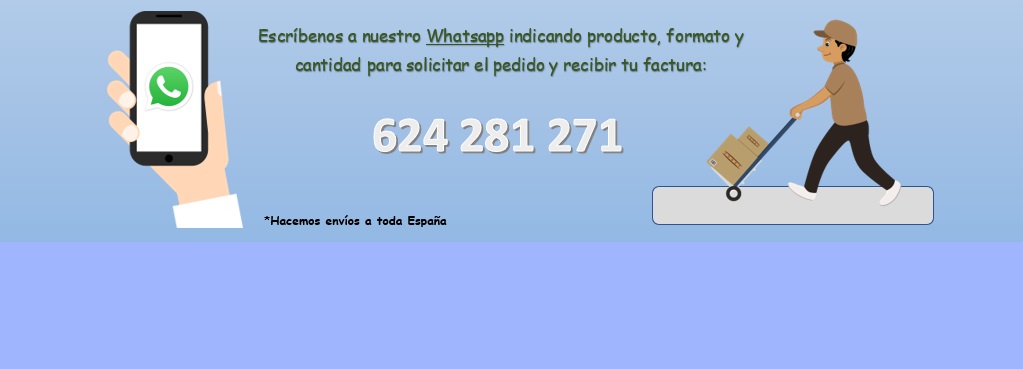 Escríbenos a nuestro Whatsapp indicando producto, formato y
cantidad para solicitar el pedido y recibir tu factura:
624 281 271
*Hacemos envíos a toda España